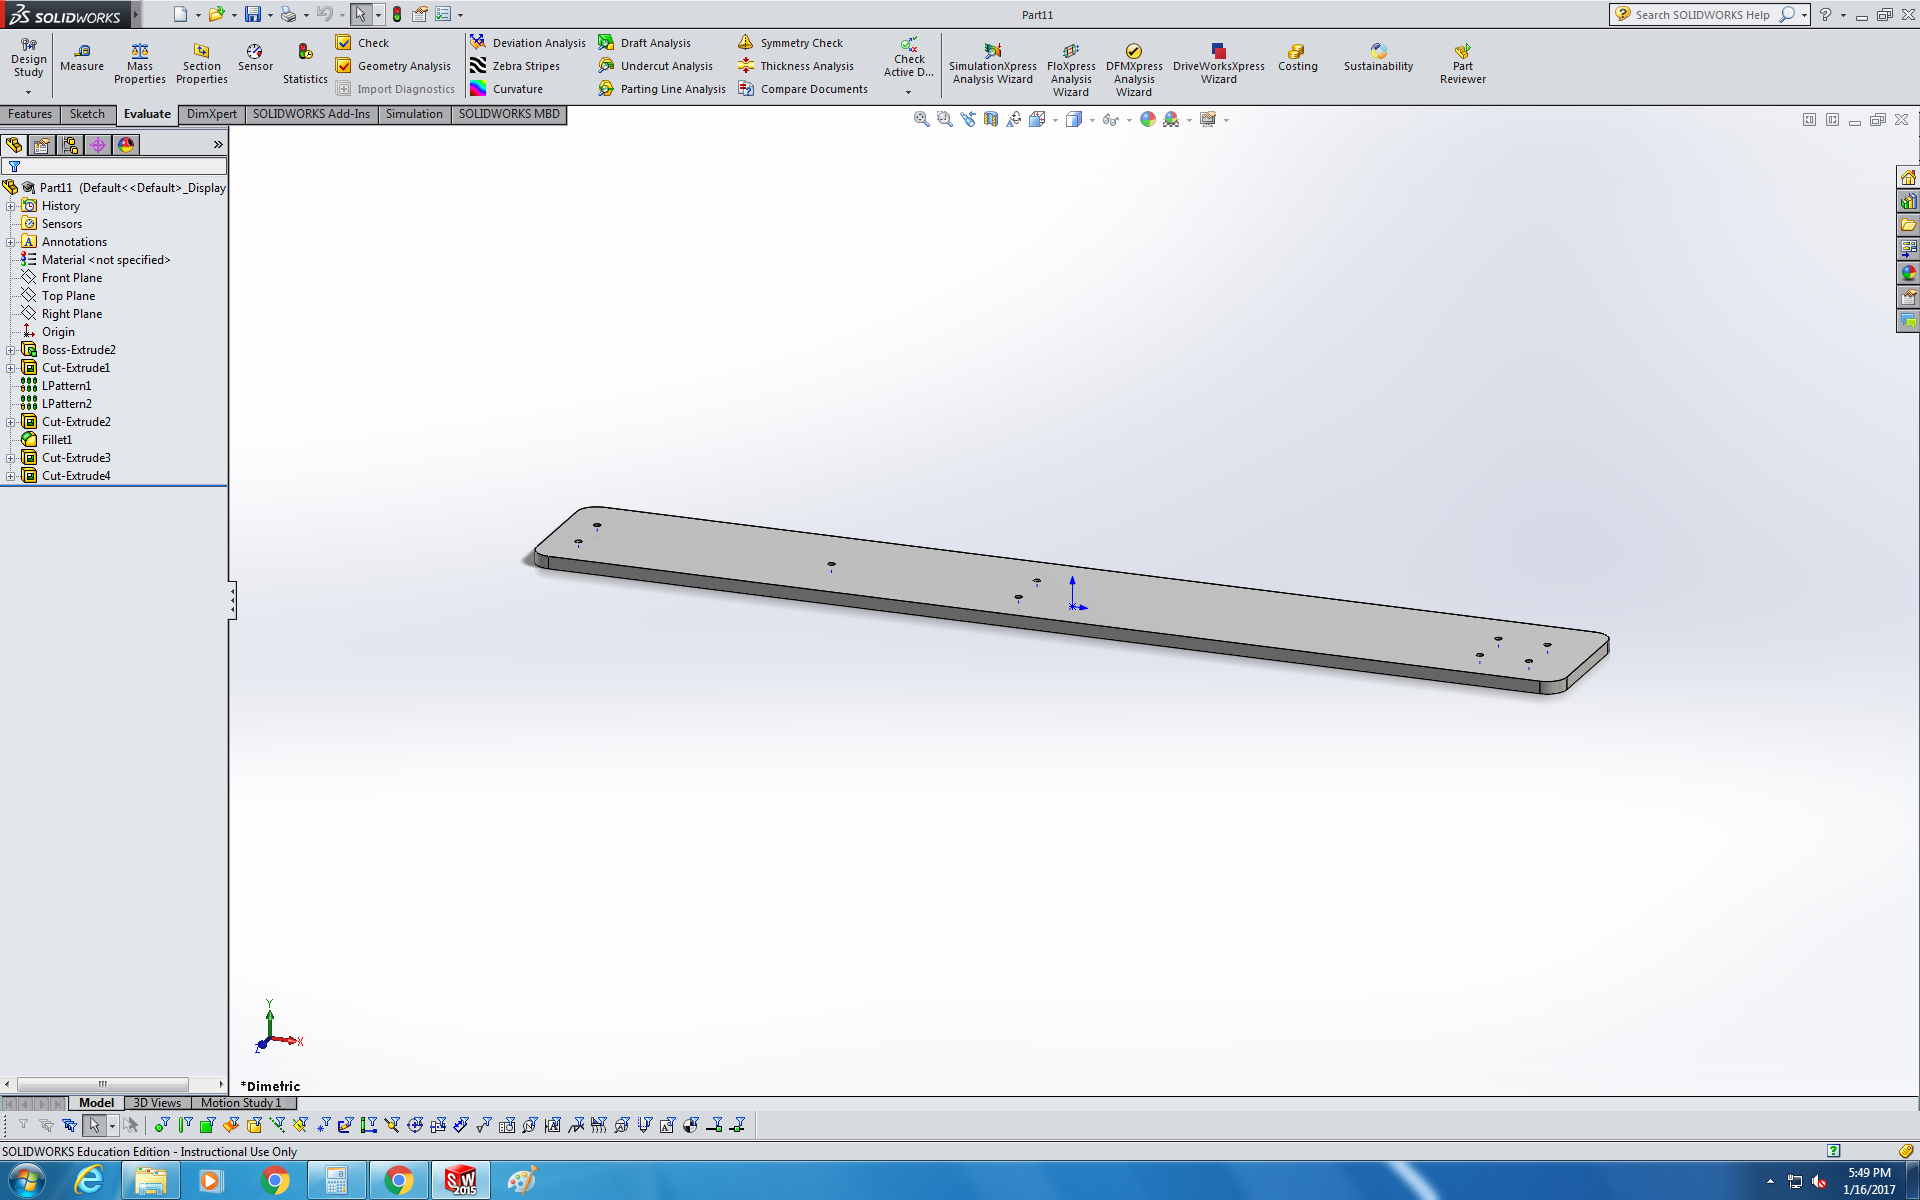 SOLIDWORKS
Part11
Search SOLIDWORKS Help
Design Study
Measure
Mass Properties
Section Properties
Sensor
Statistics
Check
Geometry Analysis
Import Diagnostics
Deviation Analysis
Zebra Stripes
Curvature
Draft Analysis
Undercut Analysis
Parting Line Analysis
Symmetry Check
Thickness Analysis
Compare Documents
Check Active D...
SimulationXpress Analysis Wizard
FloXpress Analysis Wizard
DFMXpress Analysis Wizard
DriveWorksXpress Wizard
Costing
Sustainability
Part Reviewer
Features
Sketch
Evaluate
DimXpert
SOLIDWORKS Add-Ins
Simulation
SOLIDWORKS MBD
Part11 (Default<<Default>_Display
History
Sensors
Annotations
Material <not specified>
Front Plane
Top Plane
Right Plane
Origin
Boss-Extrude2
Cut-Extrude1
LPattern1
LPattern2
Cut-Extrude2
Fillet1
Cut-Extrude3
Cut-Extrude4
Y
X
Z
*Dimetric
Model
3D Views
Motion Study 1
SOLIDWORKS Education Edition - Instructional Use Only
SW
2015
5:49 PM
1/16/2017